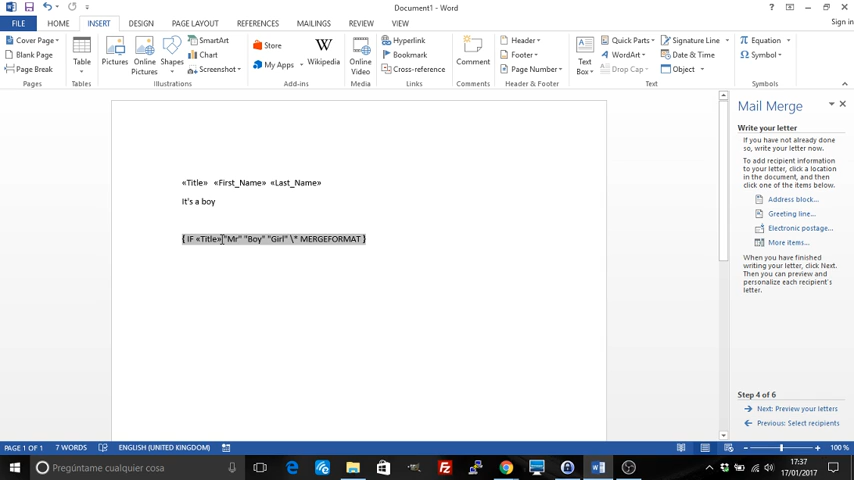 Document1 - Word
Sign in
FILE HOME INSERT DESIGN PAGE LAYOUT REFERENCES MAILINGS REVIEW VIEW
Cover Page
Blank Page
Page Break
Pages
Table
Tables
Pictures
Online Pictures
Shapes
SmartArt
Chart
Screenshot
Illustrations
Store
My Apps
Wikipedia
Add-ins
Online Video
Media
Hyperlink
Bookmark
Cross-reference
Links
Comment
Comments
Header
Footer
Page Number
Header & Footer
Text Box
Quick Parts
WordArt
Drop Cap
Signature Line
Date & Time
Object
Text
Equation
Symbol
Symbols
«Title» «First_Name» «Last_Name»
It's a boy
{ IF «Title» "Mr" "Boy" "Girl" \* MERGEFORMAT }
Mail Merge
Write your letter
If you have not already done
so, write your letter now.
To add recipient information
to your letter, click a location
in the document, and then
click one of the items below.
Address block...
Greeting line...
Electronic postage...
More items...
When you have finished
writing your letter, click Next.
Then you can preview and
personalize each recipient's
letter.
Step 4 of 6
Next: Preview your letters
Previous: Select recipients
PAGE 1 OF 1 7 WORDS ENGLISH (UNITED KINGDOM) 100 %
Pregúntame cualquier cosa
17:37
17/01/2017